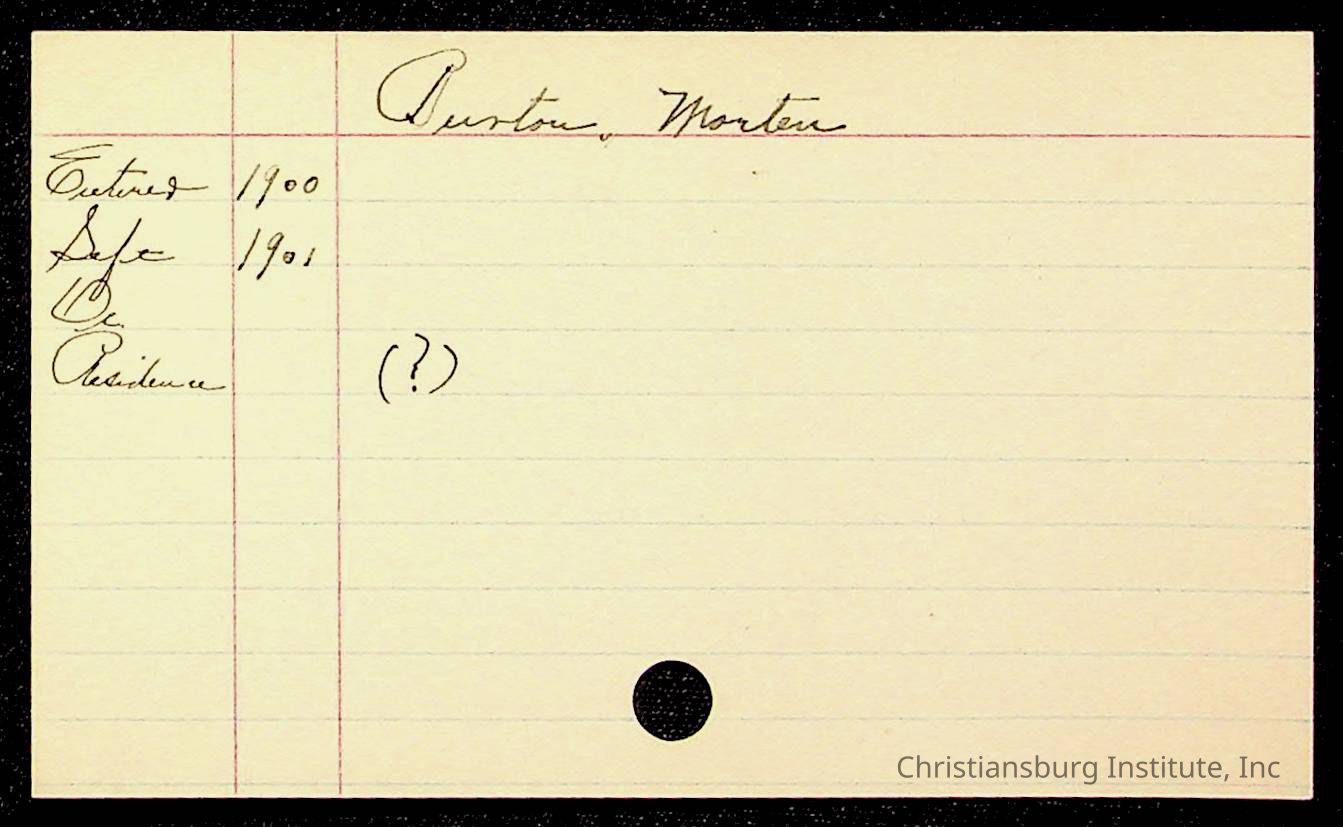 Burton, Morten
Entered 1900
Left 1901
Oc.
Residence (?)
Christiansburg Institute, Inc